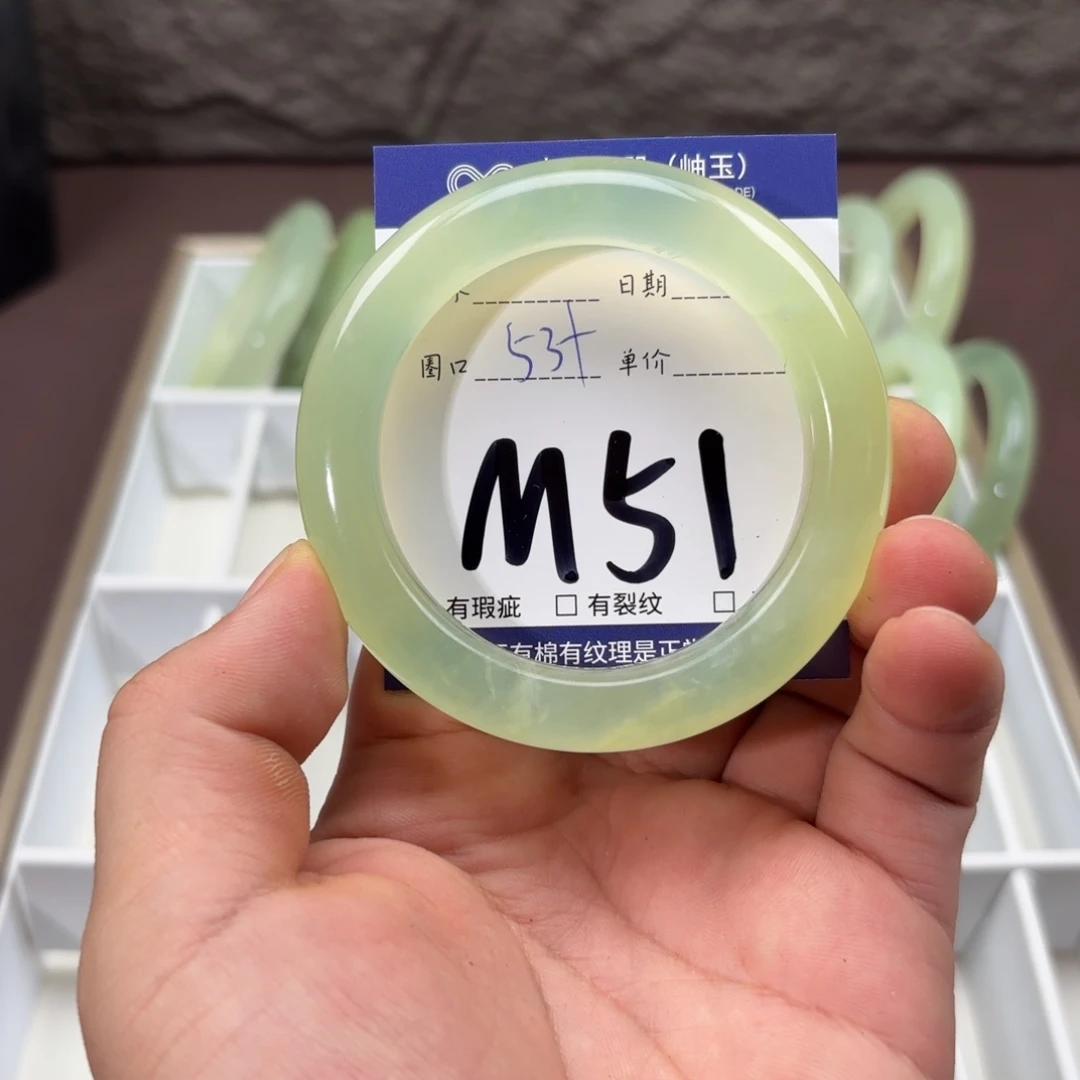 （岫玉）
DE)
日期
圈口 53+ 单价
M51
有瑕疵 □ 有裂纹 □
有棉有纹理是正